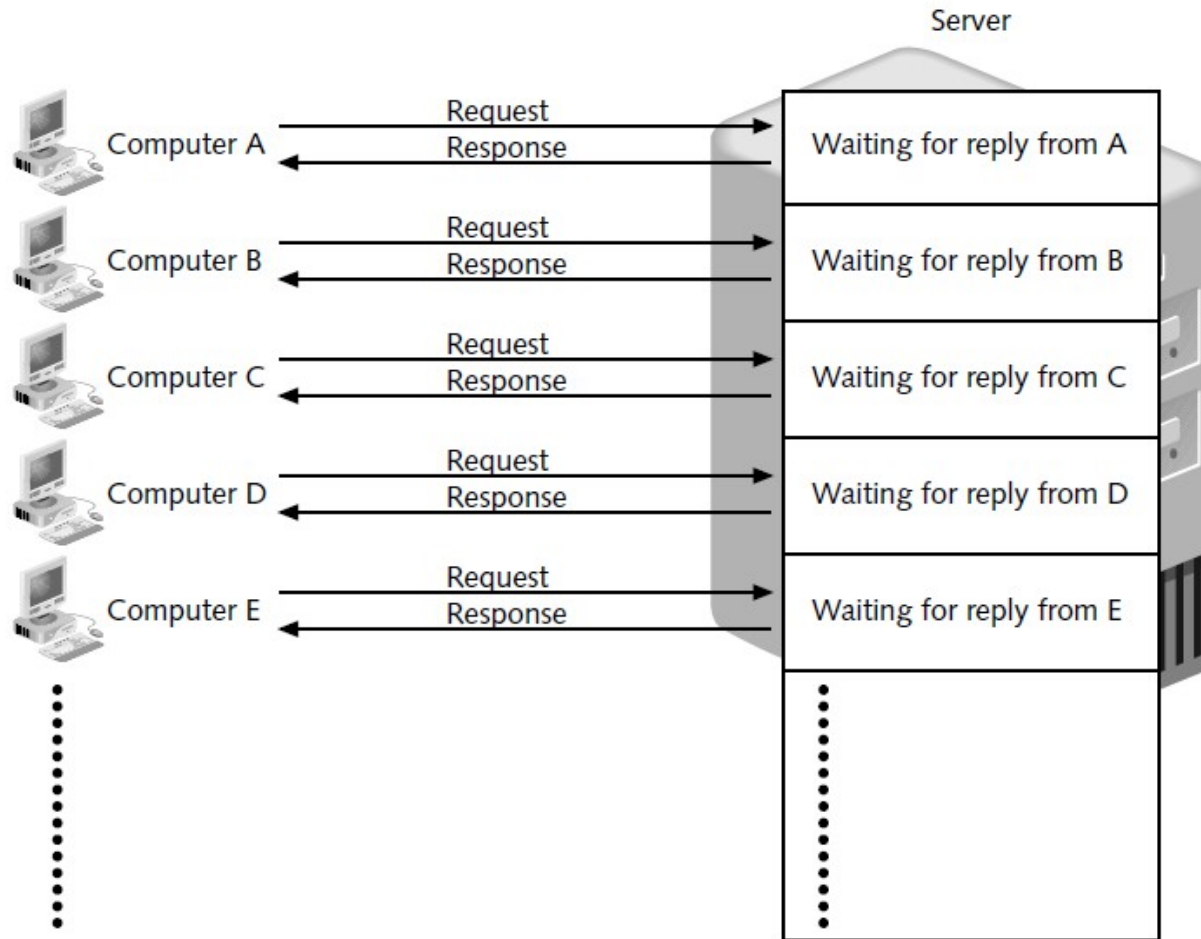 Server
Request
Computer A
Response
Waiting for reply from A
Request
Computer B
Response
Waiting for reply from B
Request
Computer C
Response
Waiting for reply from C
Request
Computer D
Response
Waiting for reply from D
Request
Computer E
Response
Waiting for reply from E